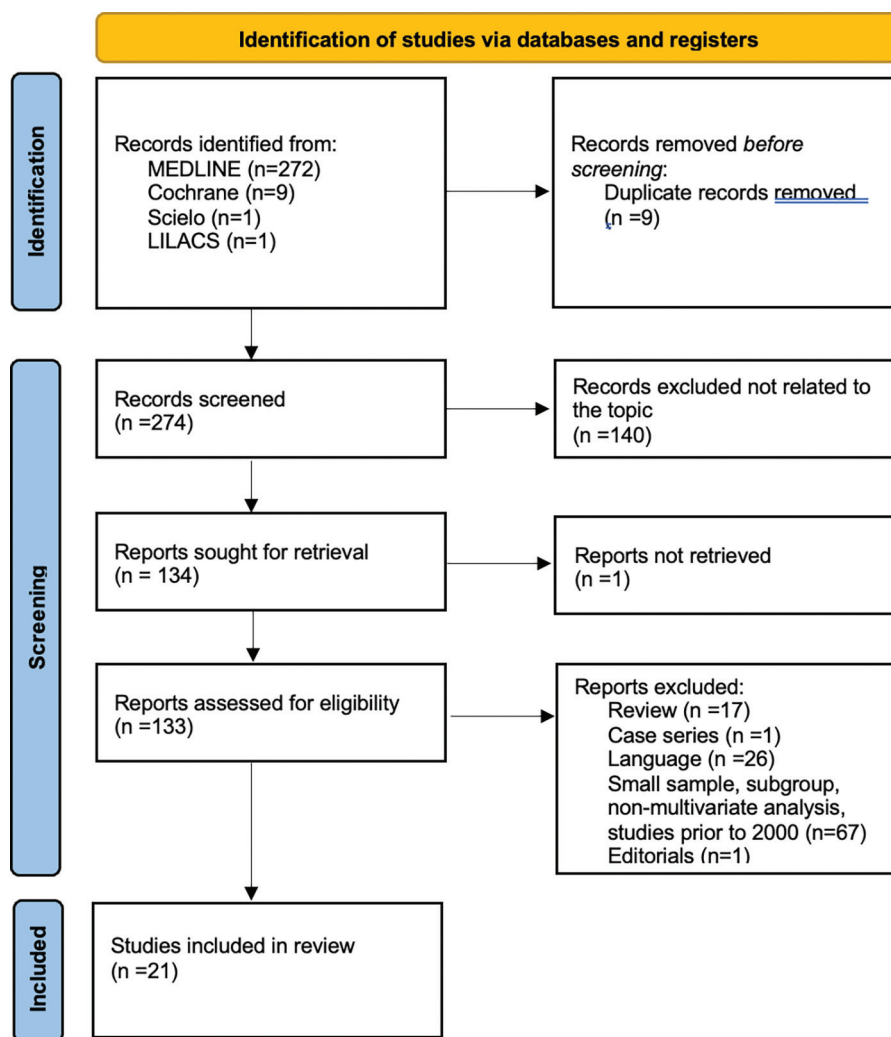 Identification of studies via databases and registers
Identification
Records identified from:
MEDLINE (n=272)
Cochrane (n=9)
Scielo (n=1)
LILACS (n=1)
Records removed before
screening:
Duplicate records removed
(n =9)
Screening
Records screened
(n =274)
Records excluded not related to
the topic
(n =140)
Reports sought for retrieval
(n = 134)
Reports not retrieved
(n =1)
Reports assessed for eligibility
(n =133)
Reports excluded:
Review (n =17)
Case series (n =1)
Language (n =26)
Small sample, subgroup,
non-multivariate analysis,
studies prior to 2000 (n=67)
Editorials (n=1)
Included
Studies included in review
(n =21)